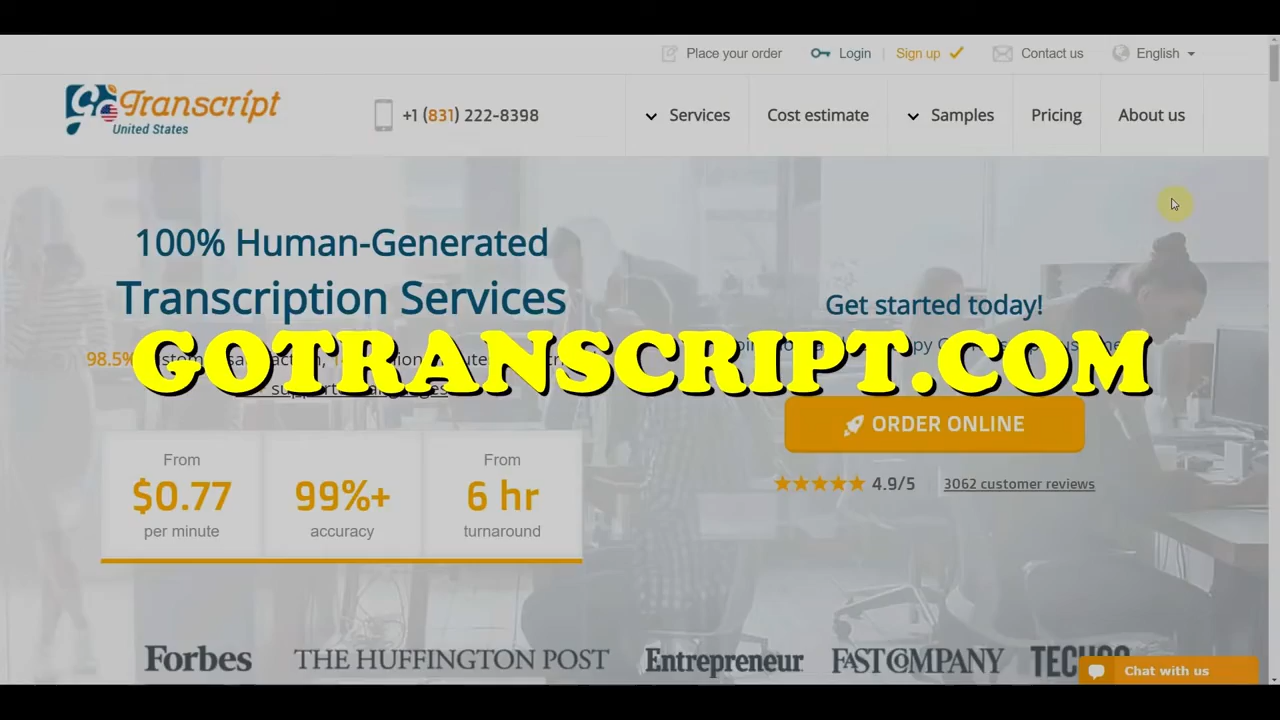 Place your order
Login
Sign up
Contact us
English
GoTranscript
United States
+1 (831) 222-8398
Services
Cost estimate
Samples
Pricing
About us
100% Human-Generated
Transcription Services
Get started today!
98.5%
GOTRANSCRIPT.COM
ORDER ONLINE
From
$0.77
per minute
99%+
accuracy
From
6 hr
turnaround
4.9/5
3062 customer reviews
Forbes
THE HUFFINGTON POST
Entrepreneur
FAST COMPANY
Chat with us